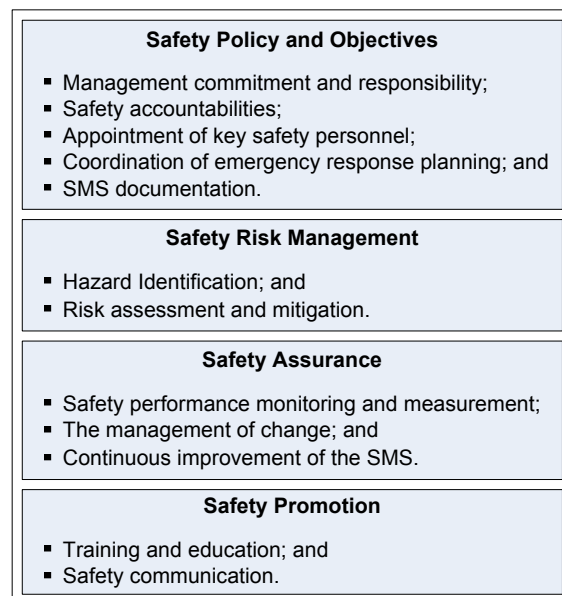 Safety Policy and Objectives
▪ Management commitment and responsibility;
▪ Safety accountabilities;
▪ Appointment of key safety personnel;
▪ Coordination of emergency response planning; and
▪ SMS documentation.
Safety Risk Management
▪ Hazard Identification; and
▪ Risk assessment and mitigation.
Safety Assurance
▪ Safety performance monitoring and measurement;
▪ The management of change; and
▪ Continuous improvement of the SMS.
Safety Promotion
▪ Training and education; and
▪ Safety communication.